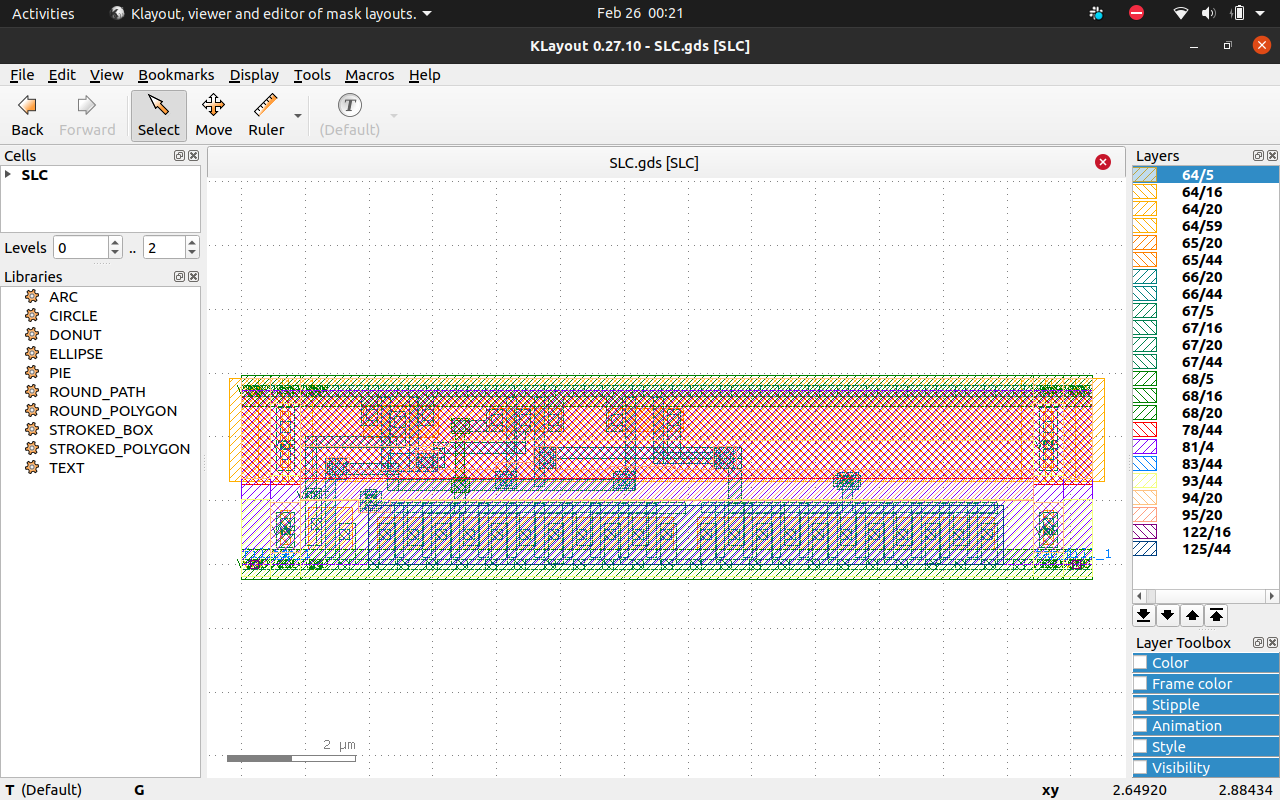 Activities
Klayout, viewer and editor of mask layouts.
Feb 26 00:21
KLayout 0.27.10 - SLC.gds [SLC]
File Edit View Bookmarks Display Tools Macros Help
Back Forward Select Move Ruler (Default)
Cells
SLC
Levels 0 .. 2
Libraries
ARC
CIRCLE
DONUT
ELLIPSE
PIE
ROUND_PATH
ROUND_POLYGON
STROKED_BOX
STROKED_POLYGON
TEXT
SLC.gds [SLC]
2 µm
Layers
64/5
64/16
64/20
64/59
65/20
65/44
66/20
66/44
67/5
67/16
67/20
67/44
68/5
68/16
68/20
78/44
81/4
83/44
93/44
94/20
95/20
122/16
125/44
Layer Toolbox
Color
Frame color
Stipple
Animation
Style
Visibility
T (Default) G xy 2.64920 2.88434